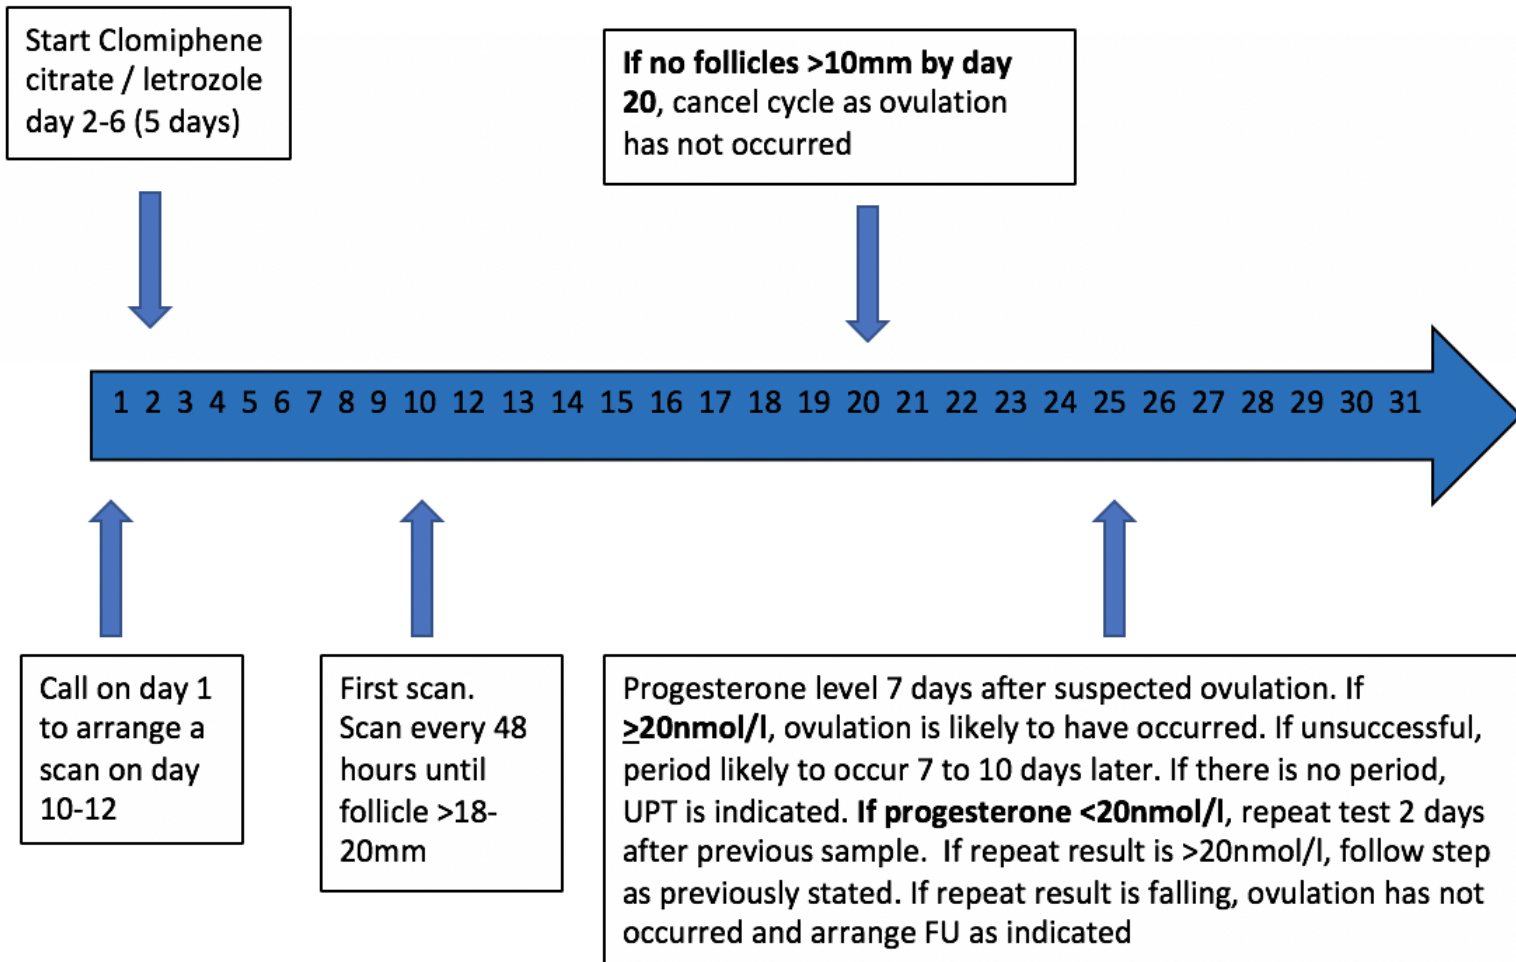 Start Clomiphene
citrate / letrozole
day 2-6 (5 days)
If no follicles >10mm by day
20, cancel cycle as ovulation
has not occurred
1 2 3 4 5 6 7 8 9 10 12 13 14 15 16 17 18 19 20 21 22 23 24 25 26 27 28 29 30 31
Call on day 1
to arrange a
scan on day
10-12
First scan.
Scan every 48
hours until
follicle >18-
20mm
Progesterone level 7 days after suspected ovulation. If
≥20nmol/l, ovulation is likely to have occurred. If unsuccessful,
period likely to occur 7 to 10 days later. If there is no period,
UPT is indicated. If progesterone <20nmol/l, repeat test 2 days
after previous sample. If repeat result is >20nmol/l, follow step
as previously stated. If repeat result is falling, ovulation has not
occurred and arrange FU as indicated